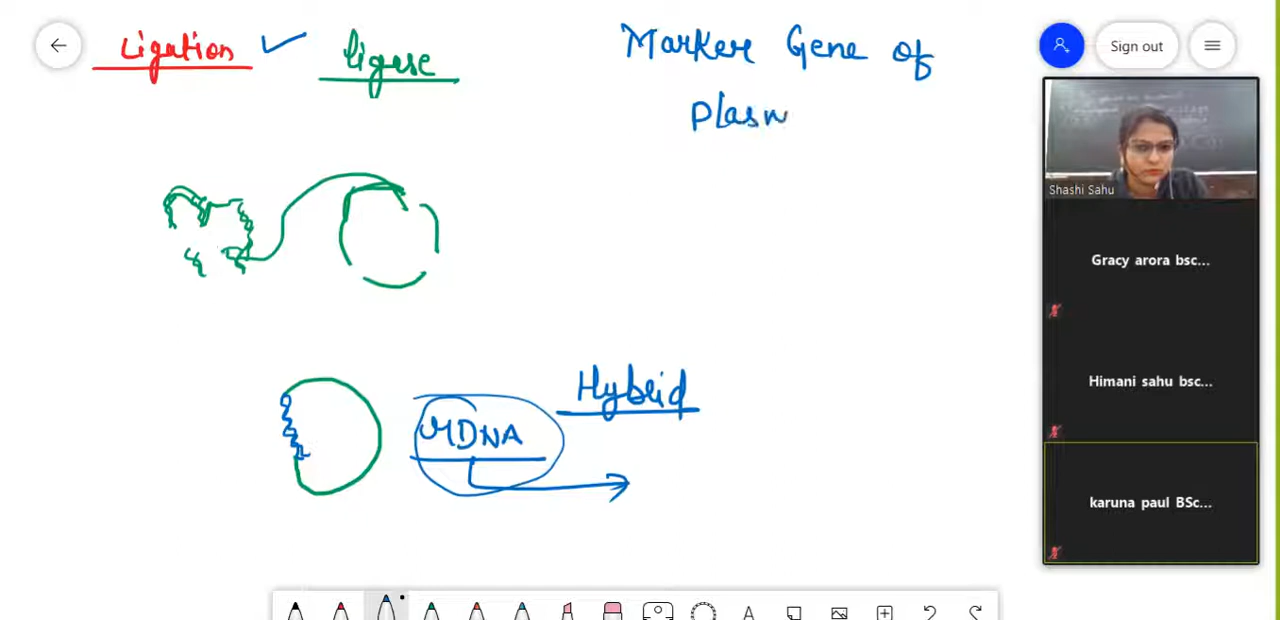 Ligation ligase
Marker Gene of
Plasm
Hybrid
rDNA
Sign out
Shashi Sahu
Gracy arora bsc...
Himani sahu bsc...
karuna paul BSc...
A